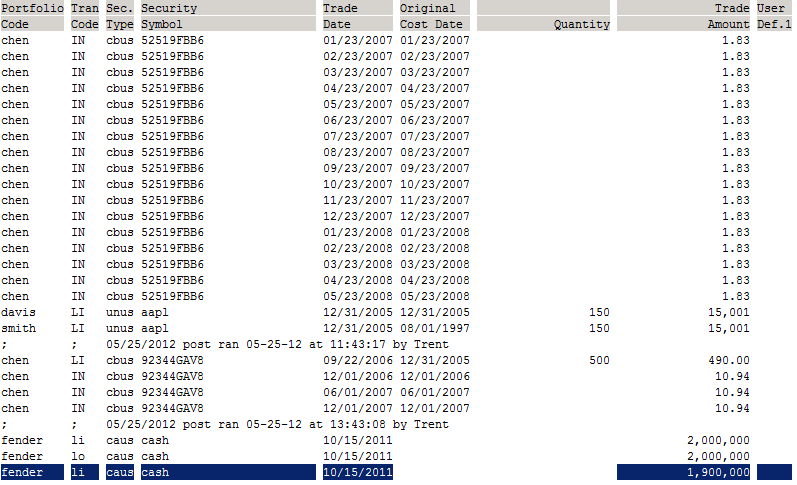 Portfolio Tran Sec. Security Trade Original Trade User
Code Code Type Symbol Date Cost Date Quantity Amount Def.1
chen IN cbus 52519FBB6 01/23/2007 01/23/2007 1.83
chen IN cbus 52519FBB6 02/23/2007 02/23/2007 1.83
chen IN cbus 52519FBB6 03/23/2007 03/23/2007 1.83
chen IN cbus 52519FBB6 04/23/2007 04/23/2007 1.83
chen IN cbus 52519FBB6 05/23/2007 05/23/2007 1.83
chen IN cbus 52519FBB6 06/23/2007 06/23/2007 1.83
chen IN cbus 52519FBB6 07/23/2007 07/23/2007 1.83
chen IN cbus 52519FBB6 08/23/2007 08/23/2007 1.83
chen IN cbus 52519FBB6 09/23/2007 09/23/2007 1.83
chen IN cbus 52519FBB6 10/23/2007 10/23/2007 1.83
chen IN cbus 52519FBB6 11/23/2007 11/23/2007 1.83
chen IN cbus 52519FBB6 12/23/2007 12/23/2007 1.83
chen IN cbus 52519FBB6 01/23/2008 01/23/2008 1.83
chen IN cbus 52519FBB6 02/23/2008 02/23/2008 1.83
chen IN cbus 52519FBB6 03/23/2008 03/23/2008 1.83
chen IN cbus 52519FBB6 04/23/2008 04/23/2008 1.83
chen IN cbus 52519FBB6 05/23/2008 05/23/2008 1.83
davis LI unus aapl 12/31/2005 12/31/2005 150 15,001
smith LI unus aapl 12/31/2005 08/01/1997 150 15,001
; ; 05/25/2012 post ran 05-25-12 at 11:43:17 by Trent
chen LI cbus 92344GAV8 09/22/2006 12/31/2005 500 490.00
chen IN cbus 92344GAV8 12/01/2006 12/01/2006 10.94
chen IN cbus 92344GAV8 06/01/2007 06/01/2007 10.94
chen IN cbus 92344GAV8 12/01/2007 12/01/2007 10.94
; ; 05/25/2012 post ran 05-25-12 at 13:43:08 by Trent
fender li caus cash 10/15/2011 2,000,000
fender lo caus cash 10/15/2011 2,000,000
fender li caus cash 10/15/2011 1,900,000